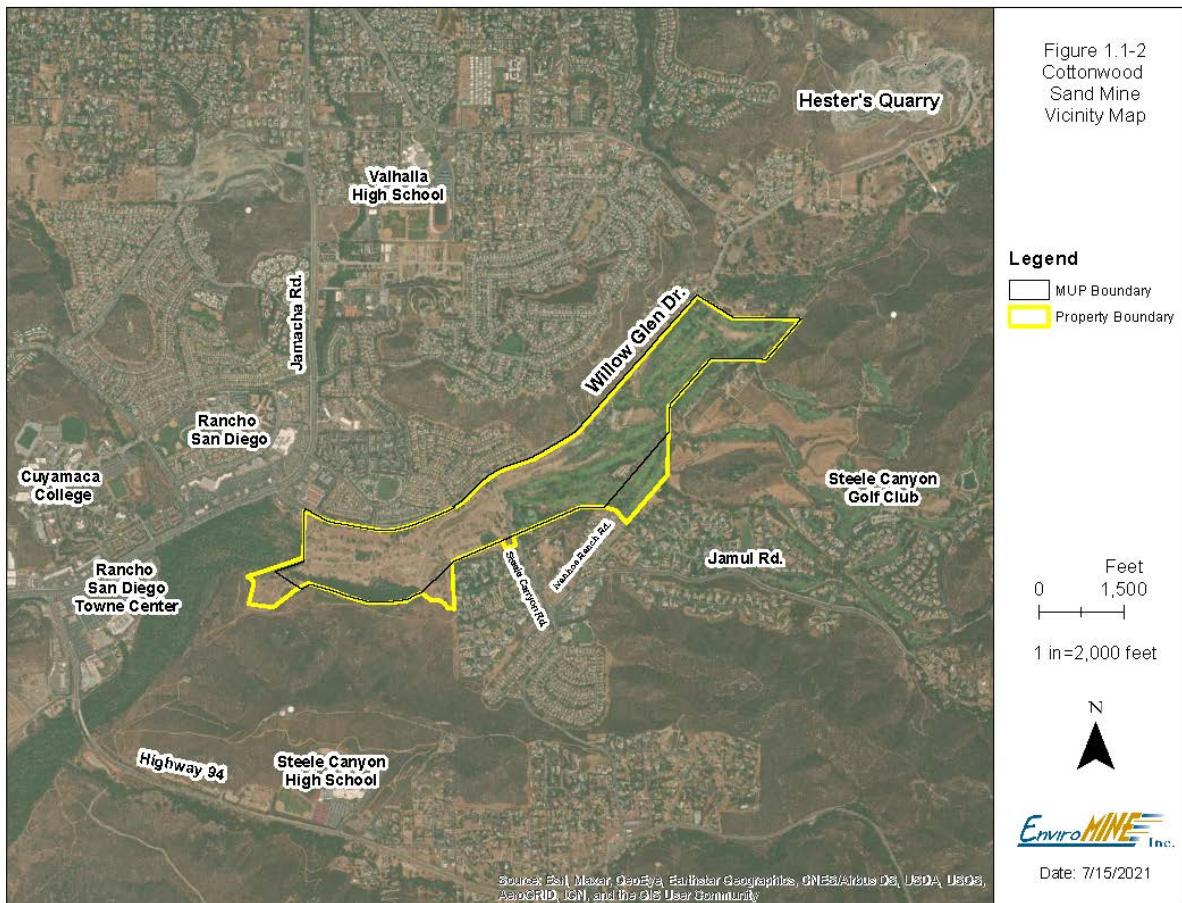 Figure 1.1-2
Cottonwood
Sand Mine
Vicinity Map
Hester's Quarry
Valhalla
High School
Legend
MUP Boundary
Property Boundary
Jamacha Rd.
Willow Glen Dr.
Rancho
San Diego
Cuyamaca
College
Steele Canyon
Golf Club
Rancho
San Diego
Towne Center
Steele Canyon Rd.
Ivanhoe Ranch Rd.
Jamul Rd.
Feet
0 1,500
1 in=2,000 feet
N
Highway 94
Steele Canyon
High School
EnviroMINE Inc.
Date: 7/15/2021
Source: Esri, Maxar, GeoEye, Earthstar Geographics, CNES/Airbus DS, USDA, USGS,
AeroGRID, IGN, and the GIS User Community